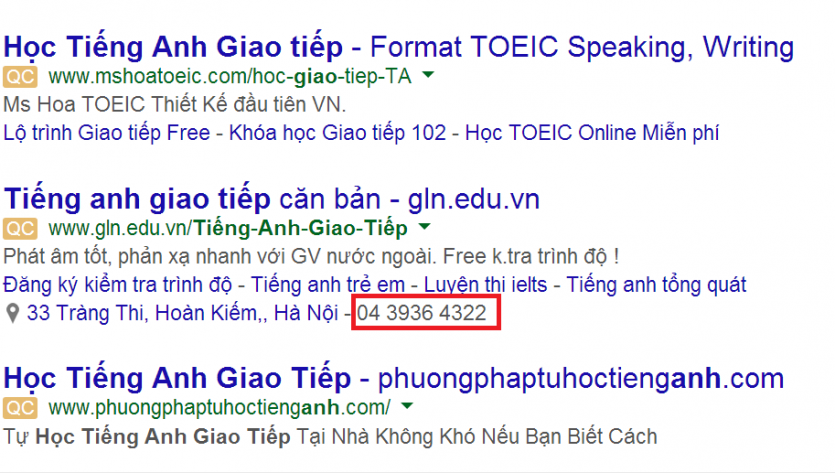 Học Tiếng Anh Giao tiếp - Format TOEIC Speaking, Writing
QC www.mshoatoeic.com/hoc-giao-tiep-TA
Ms Hoa TOEIC Thiết Kế đầu tiên VN.
Lộ trình Giao tiếp Free - Khóa học Giao tiếp 102 - Học TOEIC Online Miễn phí
Tiếng anh giao tiếp căn bản - gln.edu.vn
QC www.gln.edu.vn/Tiếng-Anh-Giao-Tiếp
Phát âm tốt, phản xạ nhanh với GV nước ngoài. Free k.tra trình độ !
Đăng ký kiểm tra trình độ - Tiếng anh trẻ em - Luyện thi ielts - Tiếng anh tổng quát
33 Tràng Thi, Hoàn Kiếm,, Hà Nội - 04 3936 4322
Học Tiếng Anh Giao Tiếp - phuongphaptuhoctienganh.com
QC www.phuongphaptuhoctienganh.com/
Tự Học Tiếng Anh Giao Tiếp Tại Nhà Không Khó Nếu Bạn Biết Cách